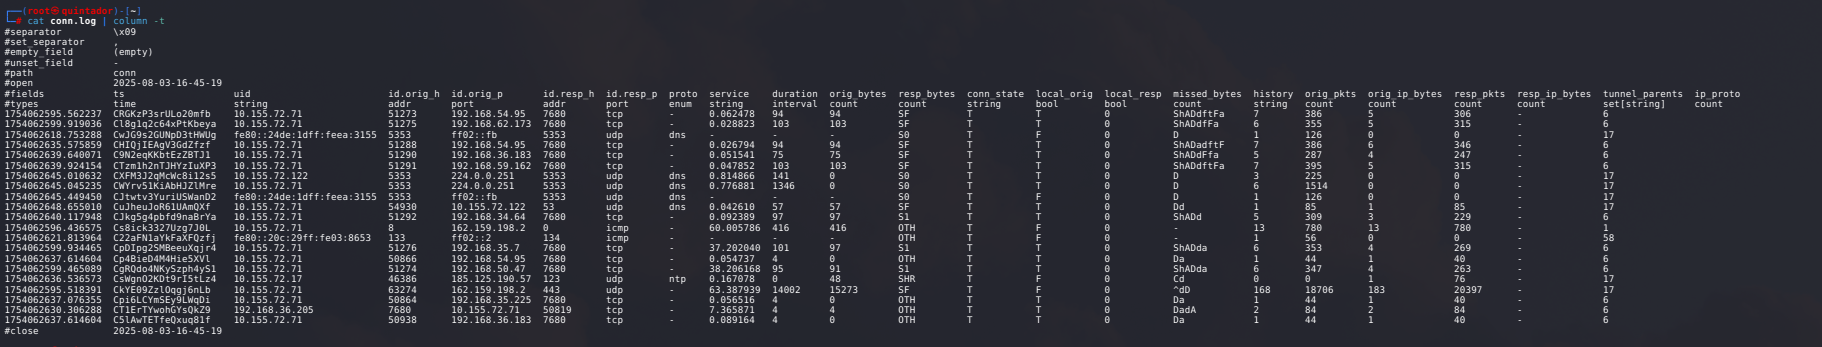 ┌──(root㉿quintador)-[~]
└─# cat conn.log | column -t
#separator \x09
#set_separator ,
#empty_field (empty)
#unset_field -
#path conn
#open 2025-08-03-16-45-19
#fields ts uid id.orig_h id.orig_p id.resp_h id.resp_p proto service duration orig_bytes resp_bytes conn_state local_orig local_resp missed_bytes history orig_pkts orig_ip_bytes resp_pkts resp_ip_bytes tunnel_parents ip_proto
#types time string addr port addr port enum string interval count count string bool bool count string count count count count set[string] count
1754062595.562237 CRGKzP3srULo20mfb 10.155.72.71 51273 192.168.54.95 7680 tcp - 0.062478 94 94 SF T T 0 ShADdftFa 7 386 5 306 - 6
1754062599.919036 Cl8g1q2c64xPtKbeya 10.155.72.71 51275 192.168.62.173 7680 tcp - 0.028823 103 103 SF T T 0 ShADdfFa 6 355 5 315 - 6
1754062618.753288 CwJG9s2GUNpD3tHWUg fe80::24de:1dff:feea:3155 5353 ff02::fb 5353 udp dns - - - S0 T F 0 D 1 126 0 0 - 17
1754062635.575859 CHIQjIEAgV3GdZfzf 10.155.72.71 51288 192.168.54.95 7680 tcp - 0.026794 94 94 SF T T 0 ShADadtfF 7 386 6 346 - 6
1754062639.640071 C9N2eqKKbtEzZBTJ1 10.155.72.71 51290 192.168.36.183 7680 tcp - 0.051541 75 75 SF T T 0 ShADdFfa 5 287 4 247 - 6
1754062639.924154 CTzm1h2nTJHYzIuXP3 10.155.72.71 51291 192.168.59.162 7680 tcp - 0.047852 103 103 SF T T 0 ShADdftFa 7 395 5 315 - 6
1754062645.010632 CXFM3J2qMcWc8i12s5 10.155.72.122 5353 224.0.0.251 5353 udp dns 0.814866 141 0 S0 T F 0 D 3 225 0 0 - 17
1754062645.045235 CWYrv51KiAbHJZlMre 10.155.72.71 5353 224.0.0.251 5353 udp dns 0.776881 1346 0 S0 T F 0 D 6 1514 0 0 - 17
1754062645.449450 CJtwtv3YuriUSWanD2 fe80::24de:1dff:feea:3155 5353 ff02::fb 5353 udp dns - - - S0 T F 0 D 1 126 0 0 - 17
1754062648.655010 CuJheuJoR61UAmQXf 10.155.72.71 54930 10.155.72.122 53 udp dns 0.042610 57 57 SF T T 0 Dd 1 85 1 85 - 17
1754062640.117948 CJkg5g4pbfd9naBrYa 10.155.72.71 51292 192.168.34.64 7680 tcp - 0.092389 97 97 S1 T T 0 ShADd 5 309 3 229 - 6
1754062596.436575 Cs8ick3327Uzg7J0L 10.155.72.71 8 162.159.198.2 0 icmp - 60.005786 416 416 OTH T F 0 - 13 780 13 780 - 1
1754062621.813964 C22aFN1aYkFaXFQzfj fe80::20c:29ff:fe03:8653 133 ff02::2 134 icmp - - - - OTH T F 0 - 1 56 0 0 - 58
1754062599.934465 CpDIpg2SMBeeuXqjr4 10.155.72.71 51276 192.168.35.7 7680 tcp - 37.202040 101 97 S1 T T 0 ShADda 6 353 4 269 - 6
1754062637.614604 Cp4BieD4M4Hie5XVl 10.155.72.71 50866 192.168.54.95 7680 tcp - 0.054737 4 0 OTH T T 0 Da 1 44 1 40 - 6
1754062599.465089 CgRQdo4NKySzph4yS1 10.155.72.71 51274 192.168.50.47 7680 tcp - 38.206168 95 91 S1 T T 0 ShADda 6 347 4 263 - 6
1754062636.536573 CsWgnO2KDt9rI5tLz4 10.155.72.17 46386 185.125.190.57 123 udp ntp 0.167078 0 48 SHR T F 0 Cd 0 0 1 76 - 17
1754062595.518391 CkYE09ZzlOqgj6nLb 10.155.72.71 63274 162.159.198.2 443 udp - 63.387939 14002 15273 SF T F 0 ^dD 168 18706 183 20397 - 17
1754062637.076355 Cpi6LCYmSEy9LWqDi 10.155.72.71 50864 192.168.35.225 7680 tcp - 0.056516 4 0 OTH T T 0 Da 1 44 1 40 - 6
1754062630.306288 CT1ErTYwohGYsQkZ9 192.168.36.205 7680 10.155.72.71 50819 tcp - 7.365871 4 4 OTH T T 0 DadA 2 84 2 84 - 6
1754062637.614604 C5lAwTETfeQxuq81f 10.155.72.71 50938 192.168.36.183 7680 tcp - 0.089164 4 0 OTH T T 0 Da 1 44 1 40 - 6
#close 2025-08-03-16-45-19